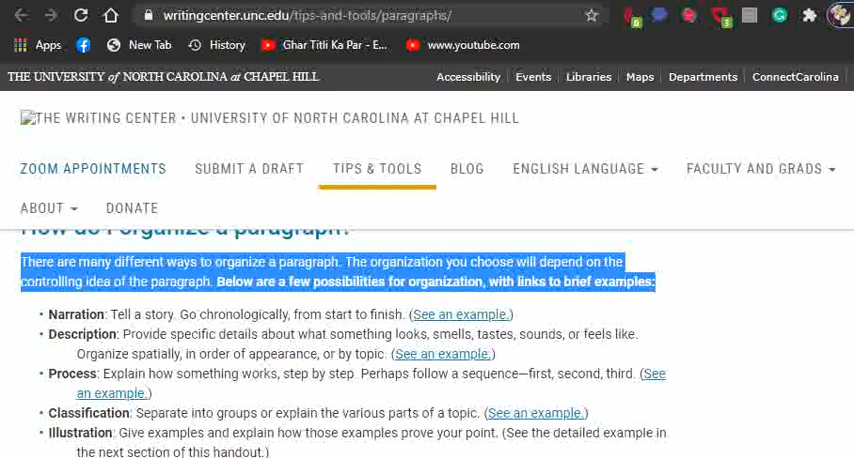 writingcenter.unc.edu/tips-and-tools/paragraphs/
Apps New Tab History Ghar Titli Ka Par - E... www.youtube.com
THE UNIVERSITY of NORTH CAROLINA at CHAPEL HILL Accessibility Events Libraries Maps Departments ConnectCarolina
THE WRITING CENTER • UNIVERSITY OF NORTH CAROLINA AT CHAPEL HILL
ZOOM APPOINTMENTS SUBMIT A DRAFT TIPS & TOOLS BLOG ENGLISH LANGUAGE FACULTY AND GRADS
ABOUT DONATE
How do I organize a paragraph?
There are many different ways to organize a paragraph. The organization you choose will depend on the
controlling idea of the paragraph. Below are a few possibilities for organization, with links to brief examples:
• Narration: Tell a story. Go chronologically, from start to finish. (See an example.)
• Description: Provide specific details about what something looks, smells, tastes, sounds, or feels like.
Organize spatially, in order of appearance, or by topic. (See an example.)
• Process: Explain how something works, step by step. Perhaps follow a sequence—first, second, third. (See
an example.)
• Classification: Separate into groups or explain the various parts of a topic. (See an example.)
• Illustration: Give examples and explain how those examples prove your point. (See the detailed example in
the next section of this handout.)